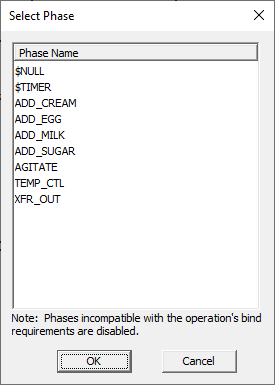 Select Phase
Phase Name
$NULL
$TIMER
ADD_CREAM
ADD_EGG
ADD_MILK
ADD_SUGAR
AGITATE
TEMP_CTL
XFR_OUT
Note: Phases incompatible with the operation's bind
requirements are disabled.
OK
Cancel